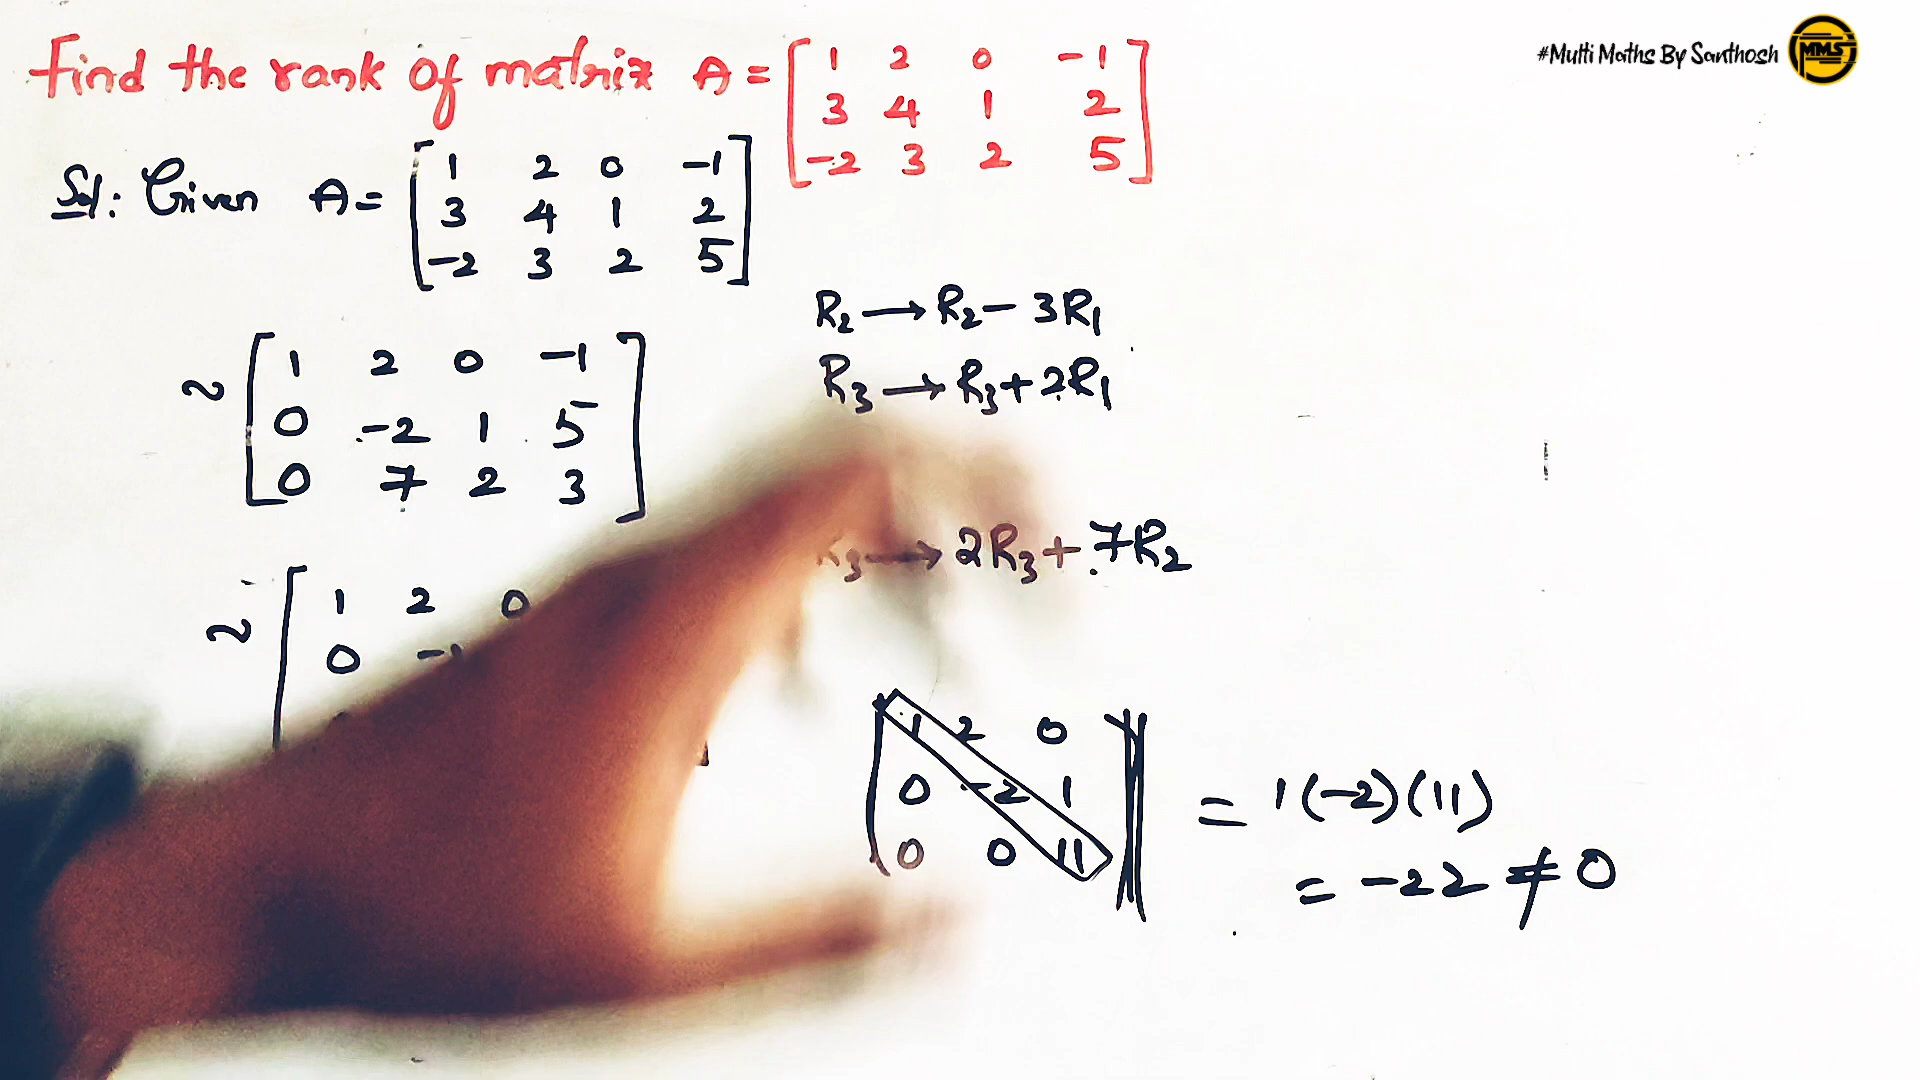 #Multi Maths By Santhosh MMS
Find the rank of matrix A = [ 1 2 0 -1
3 4 1 2
-2 3 2 5 ]
Sol: Given A = [ 1 2 0 -1
3 4 1 2
-2 3 2 5 ]
R2 → R2 - 3R1
R3 → R3 + 2R1
~ [ 1 2 0 -1
0 -2 1 5
0 7 2 3 ]
R3 → 2R3 + 7R2
~ [ 1 2 0
0
| 1 2 0
0 -2 1
0 0 11 | = 1(-2)(11)
= -22 ≠ 0